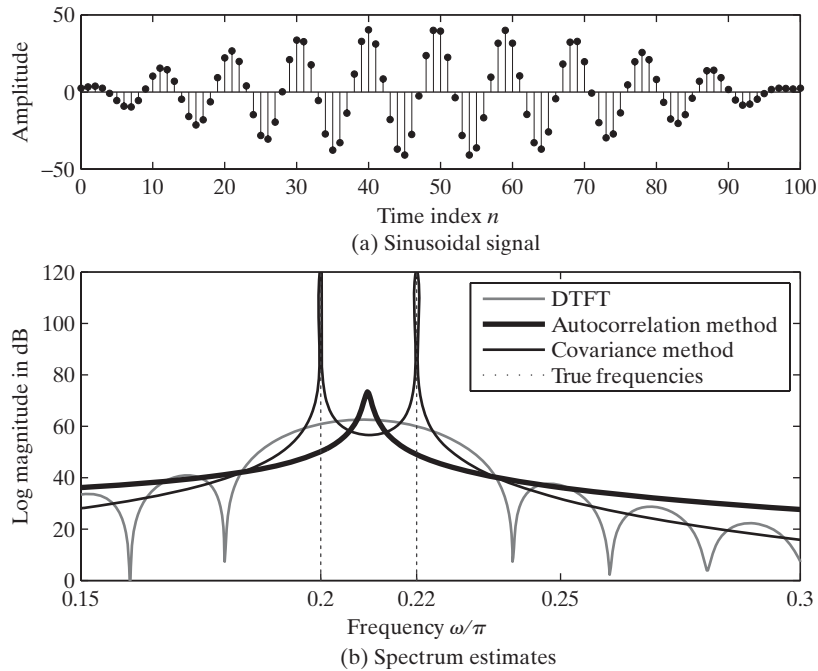 50
0
−50
Amplitude
0 10 20 30 40 50 60 70 80 90 100
Time index n
(a) Sinusoidal signal
120
100
80
60
40
20
0
Log magnitude in dB
DTFT
Autocorrelation method
Covariance method
True frequencies
0.15 0.2 0.22 0.25 0.3
Frequency ω/π
(b) Spectrum estimates